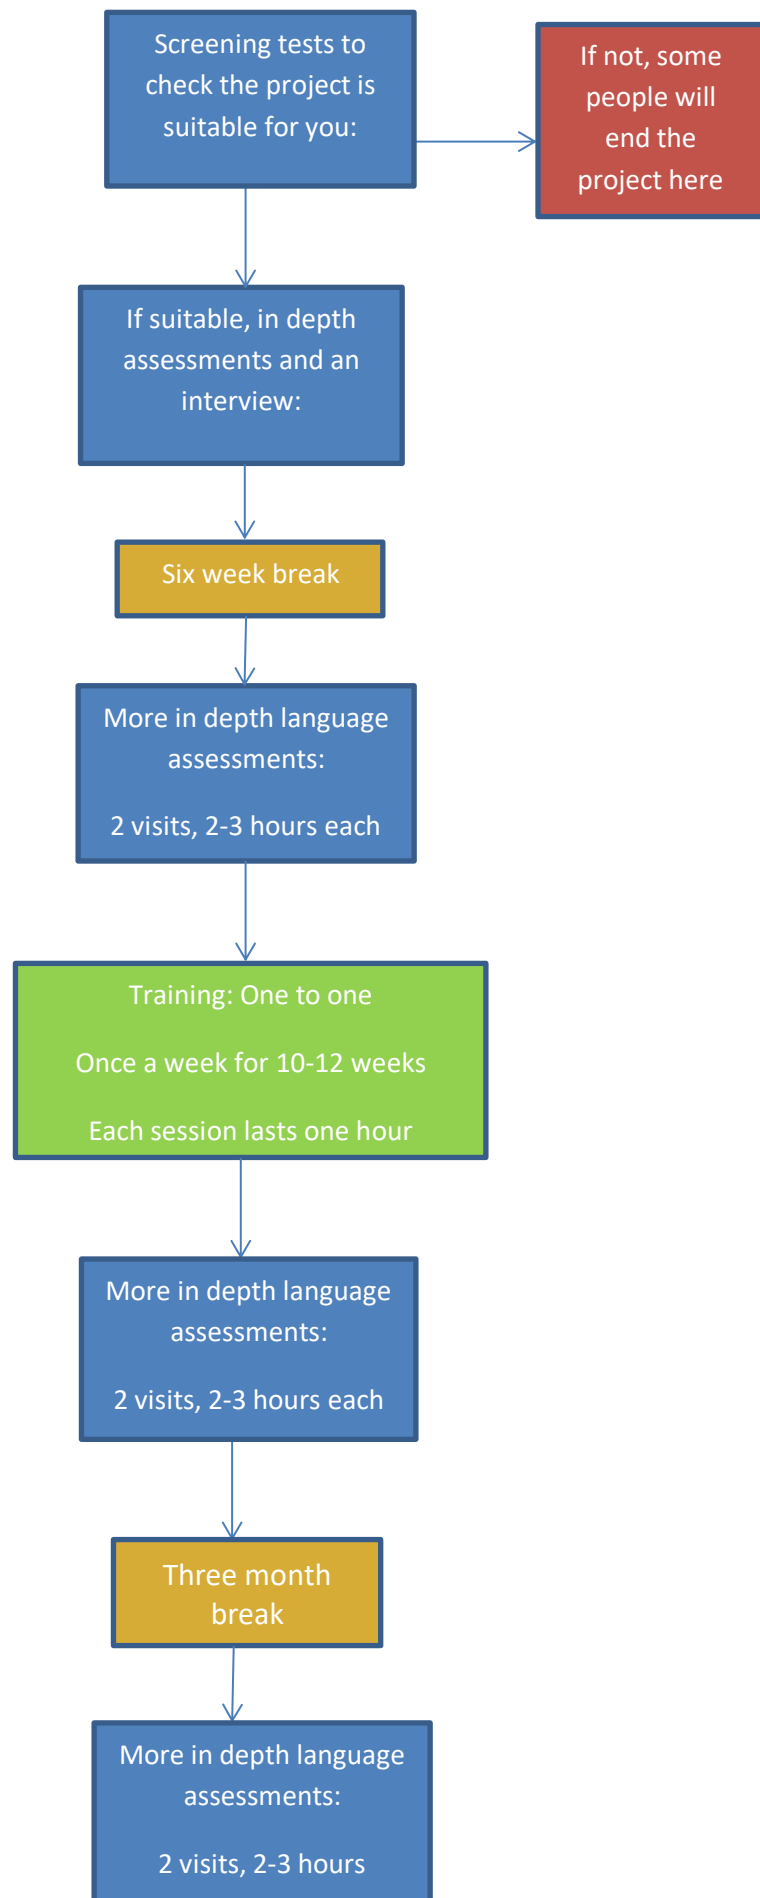 Screening tests to
check the project is
suitable for you:
If not, some
people will
end the
project here
If suitable, in depth
assessments and an
interview:
Six week break
More in depth language
assessments:
2 visits, 2-3 hours each
Training: One to one
Once a week for 10-12 weeks
Each session lasts one hour
More in depth language
assessments:
2 visits, 2-3 hours each
Three month
break
More in depth language
assessments:
2 visits, 2-3 hours